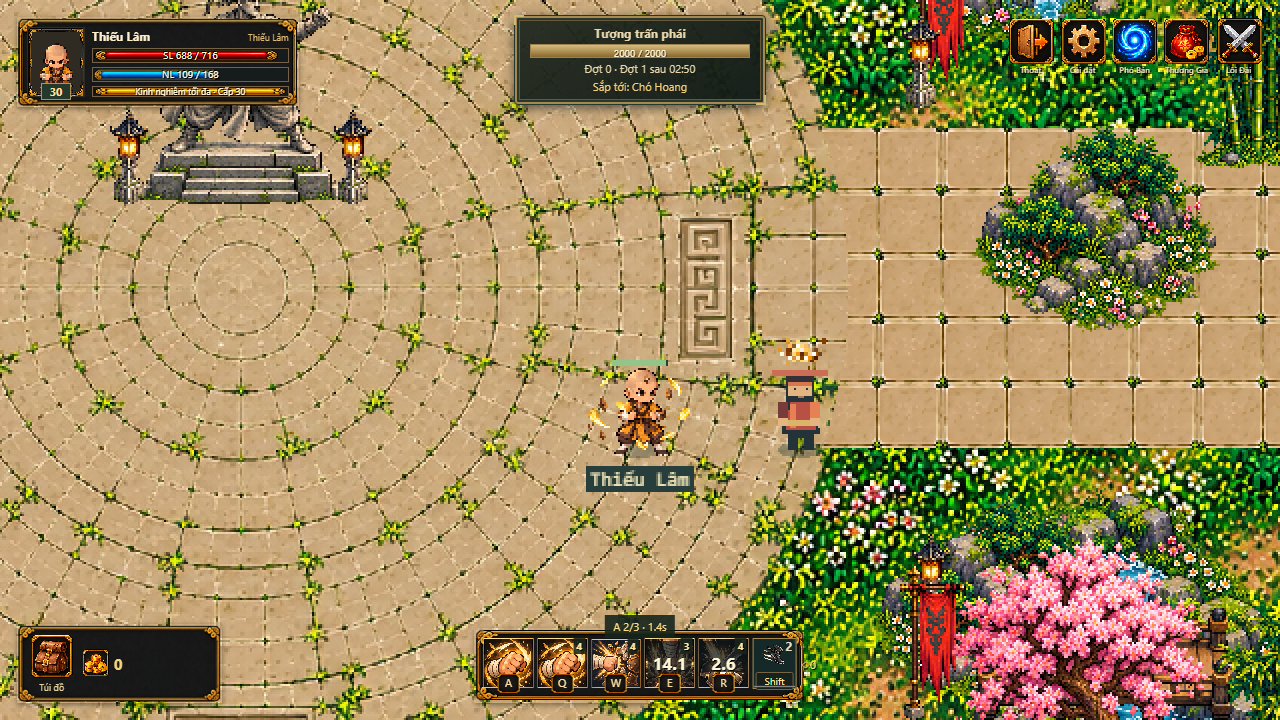 Thiếu Lâm
Thiếu Lâm
SL 688 / 716
NL 109 / 168
30
Kinh nghiệm tối đa · Cấp 30
Tượng trấn phái
2000 / 2000
Đợt 0 · Đợt 1 sau 02:50
Sắp tới: Chó Hoang
Thoát
Cài đặt
Phó Bản
Thương Gia
Lôi Đài
Thiếu Lâm
A 2/3 · 1.4s
4
4
3
4
2
14.1
2.6
A
Q
W
E
R
Shift
0
Túi đồ